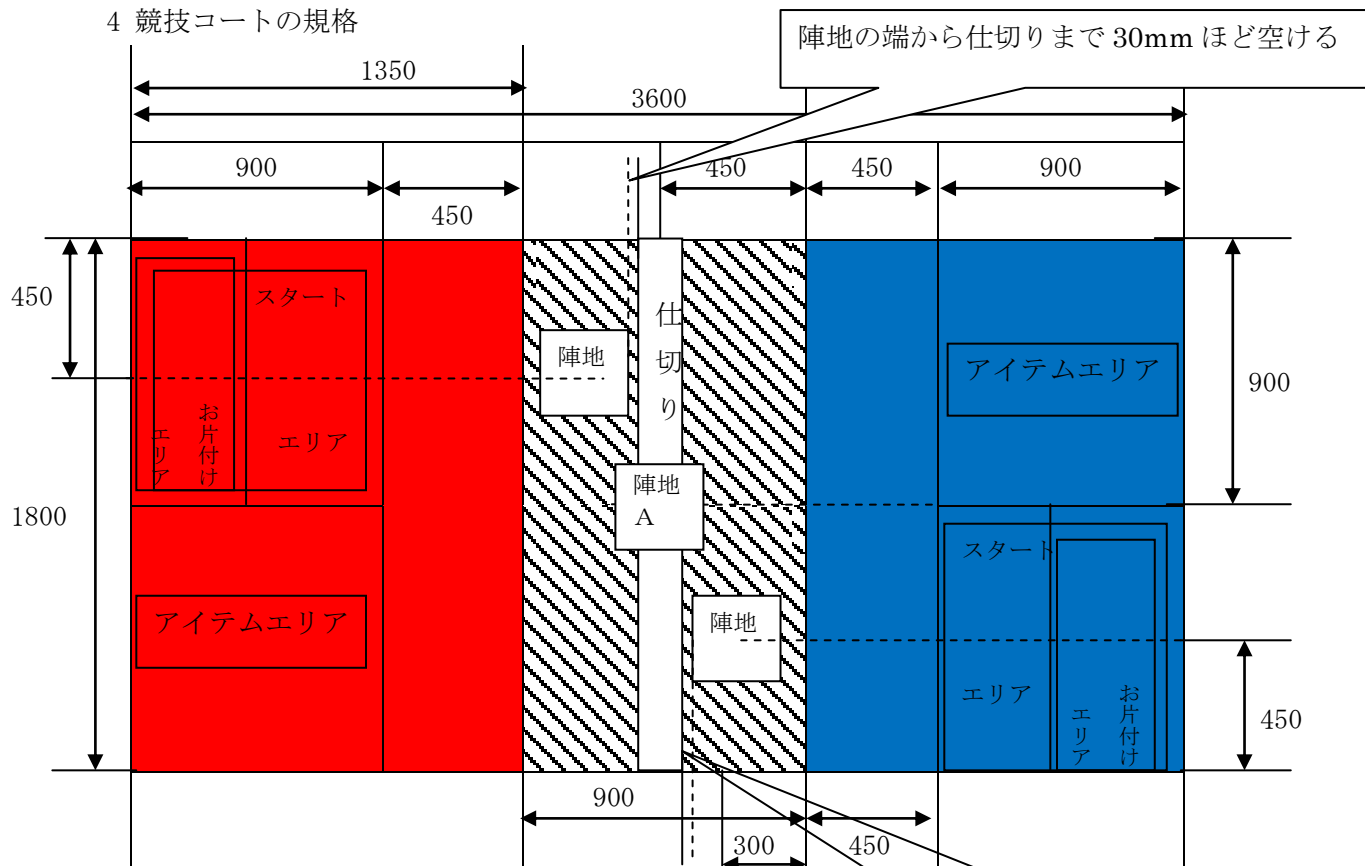 4 競技コートの規格
陣地の端から仕切りまで 30mm ほど空ける
1350
3600
900
450
450
450
900
450
1800
スタート
エリア
お片付け
エリア
アイテムエリア
陣地
仕切り
陣地
A
陣地
アイテムエリア
スタート
エリア
お片付け
エリア
900
450
900
300
450